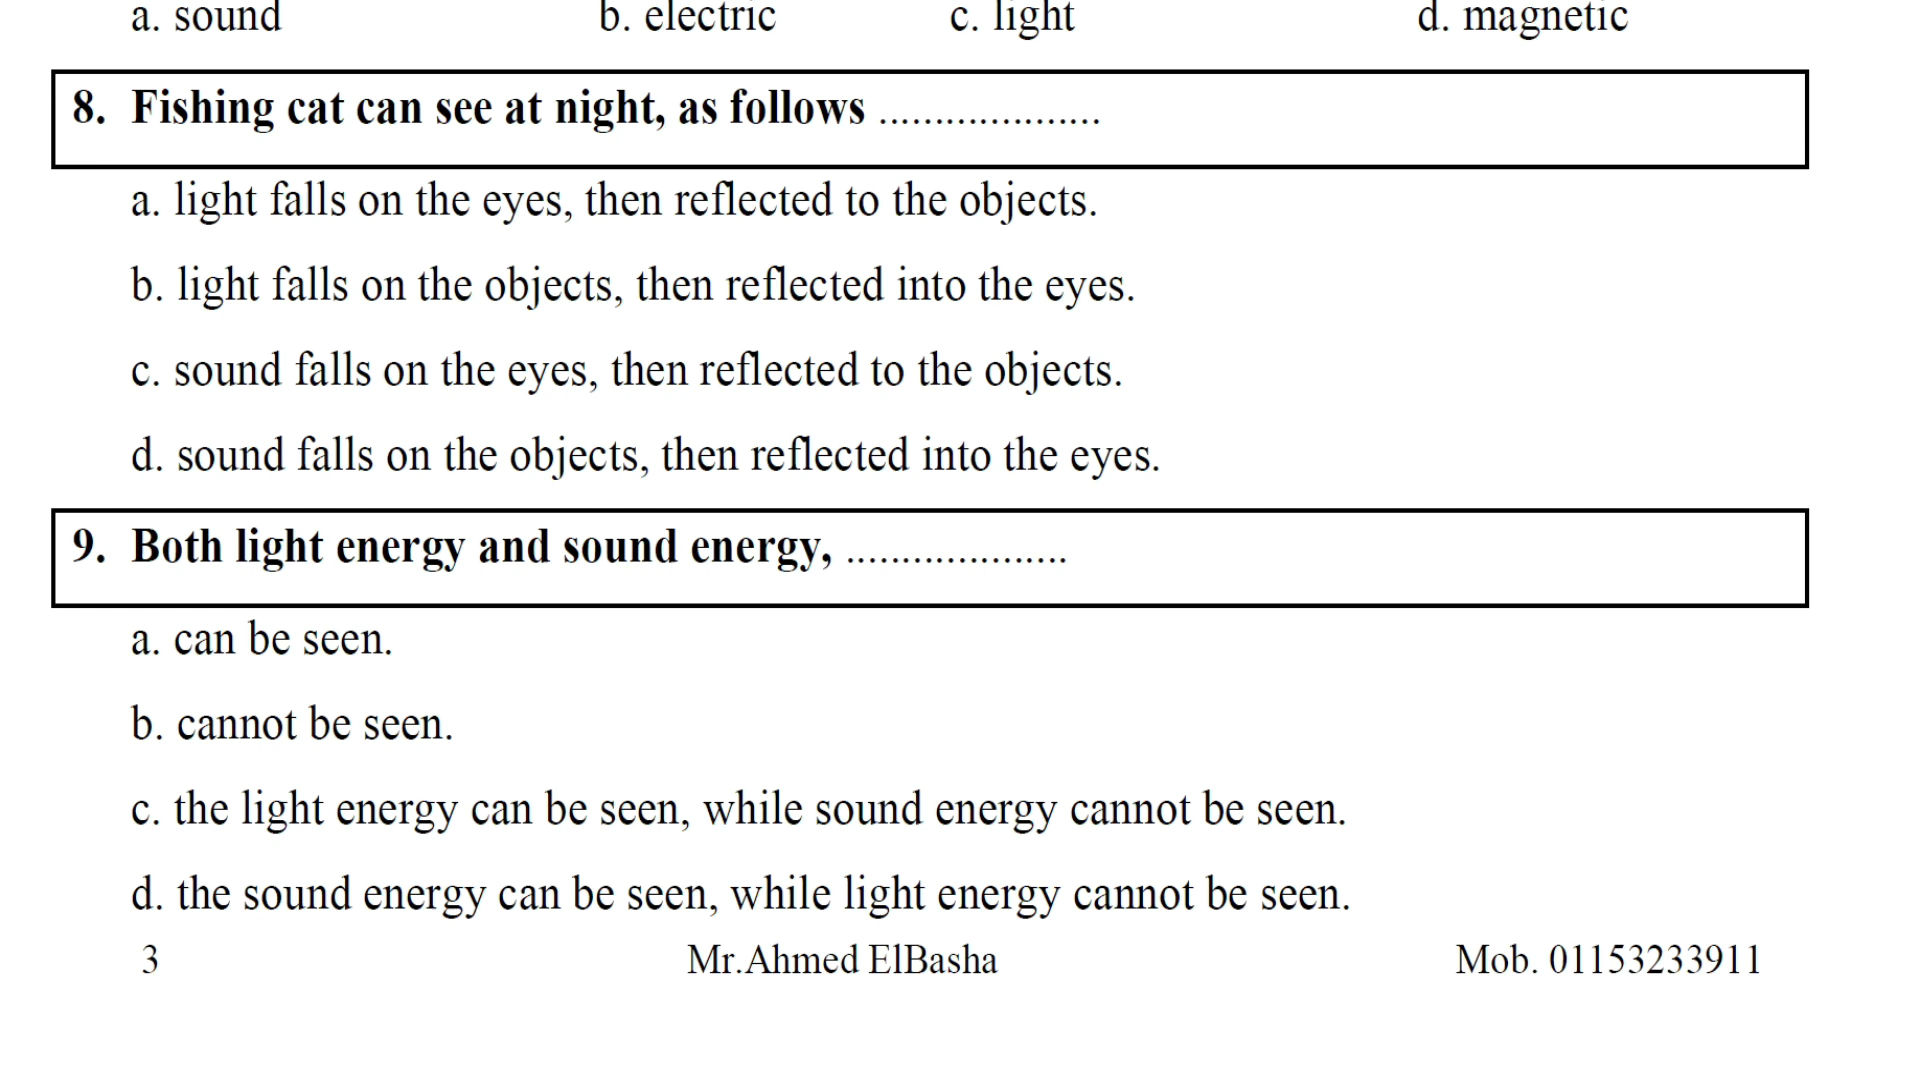 a. sound b. electric c. light d. magnetic
8. Fishing cat can see at night, as follows ....................
a. light falls on the eyes, then reflected to the objects.
b. light falls on the objects, then reflected into the eyes.
c. sound falls on the eyes, then reflected to the objects.
d. sound falls on the objects, then reflected into the eyes.
9. Both light energy and sound energy, ....................
a. can be seen.
b. cannot be seen.
c. the light energy can be seen, while sound energy cannot be seen.
d. the sound energy can be seen, while light energy cannot be seen.
3 Mr.Ahmed ElBasha Mob. 01153233911